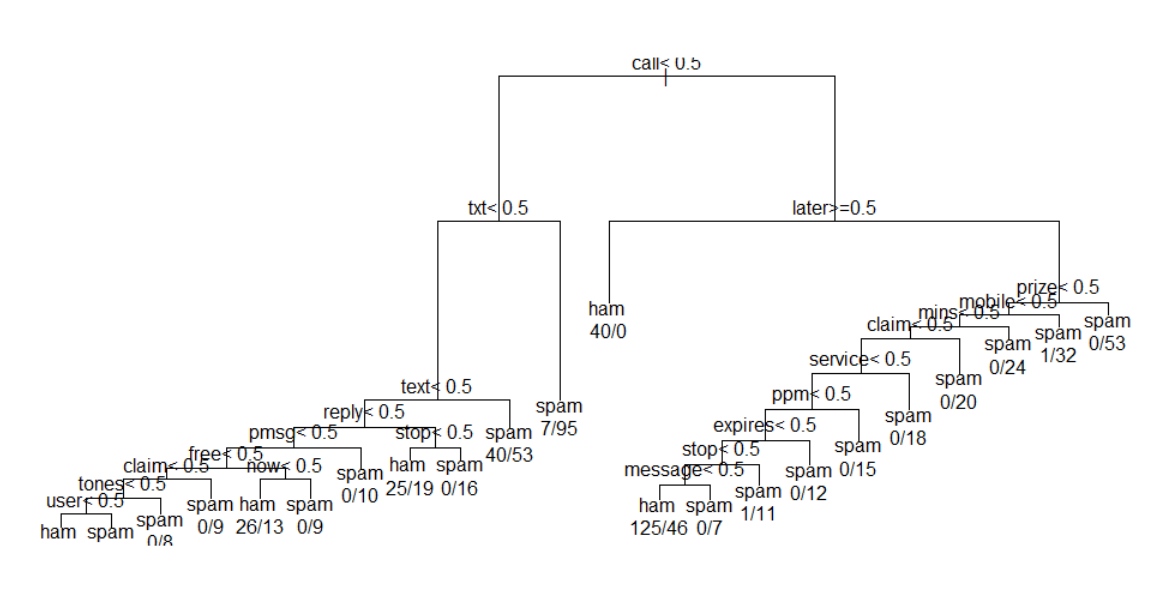 call< 0.5
txt< 0.5
later>=0.5
prize< 0.5
mobile< 0.5
mins< 0.5
claim< 0.5
ham
40/0
spam
1/32
spam
0/53
spam
0/24
service< 0.5
spam
0/20
text< 0.5
ppm< 0.5
spam
7/95
spam
0/18
reply< 0.5
expires< 0.5
pmsg< 0.5
stop< 0.5
spam
40/53
spam
0/15
stop< 0.5
free< 0.5
claim< 0.5
now< 0.5
ham
25/19
spam
0/16
message< 0.5
spam
0/12
spam
0/10
tones< 0.5
spam
1/11
user< 0.5
spam
0/9
ham
26/13
spam
0/9
ham
125/46
spam
0/7
spam
0/8
ham
spam